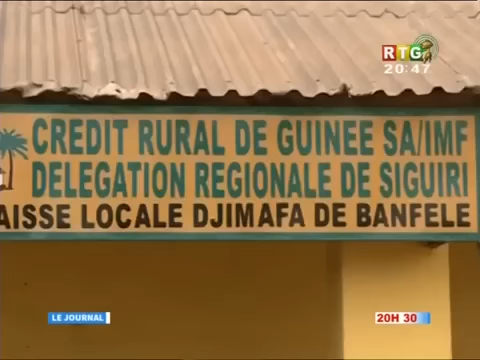 RTG
20:47
CREDIT RURAL DE GUINEE SA/IMF
DELEGATION REGIONALE DE SIGUIRI
AISSE LOCALE DJIMAFA DE BANFELE
LE JOURNAL
20H 30